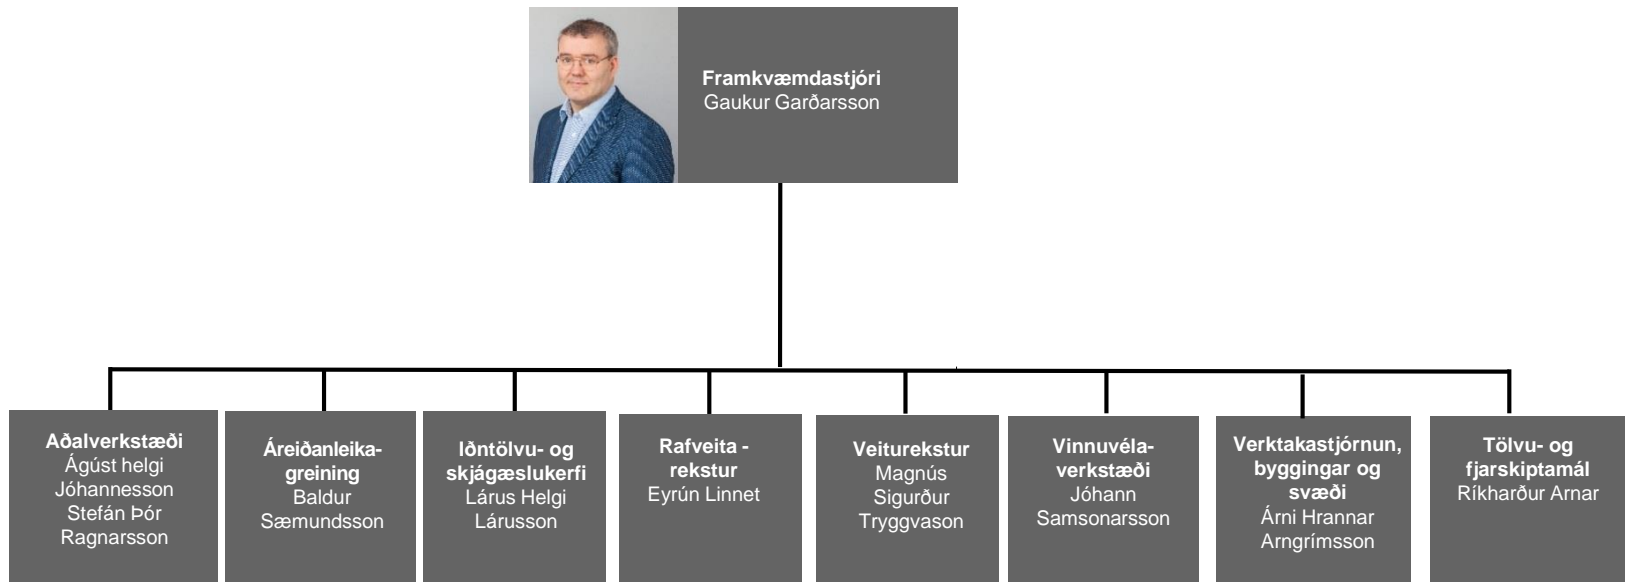 Framkvæmdastjóri
Gaukur Garðarsson
Aðalverkstæði
Ágúst helgi
Jóhannesson
Stefán Þór
Ragnarsson
Áreiðanleika-
greining
Baldur
Sæmundsson
Iðntölvu- og
skjágæslukerfi
Lárus Helgi
Lárusson
Rafveita -
rekstur
Eyrún Linnet
Veiturekstur
Magnús
Sigurður
Tryggvason
Vinnuvéla-
verkstæði
Jóhann
Samsonarsson
Verktakastjórnun,
byggingar og
svæði
Árni Hrannar
Arngrímsson
Tölvu- og
fjarskiptamál
Ríkharður Arnar